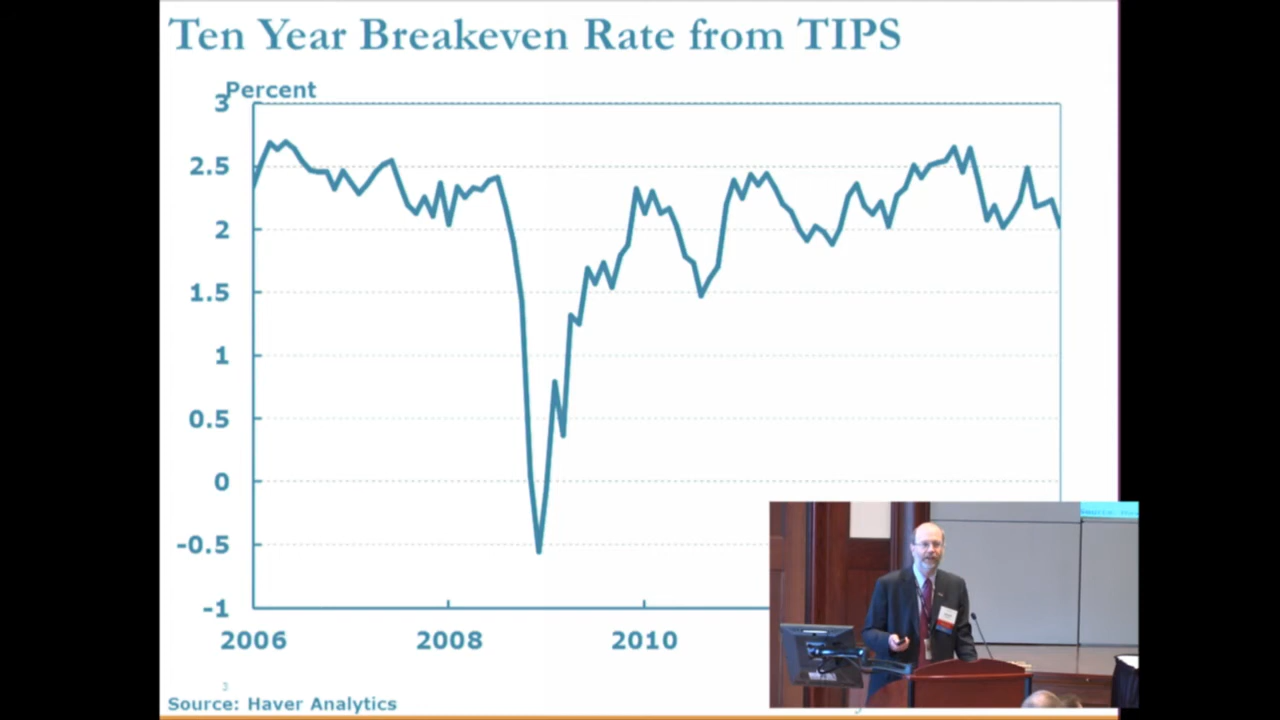 Ten Year Breakeven Rate from TIPS
Percent
3
2.5
2
1.5
1
0.5
0
-0.5
-1
2006 2008 2010
3
Source: Haver Analytics